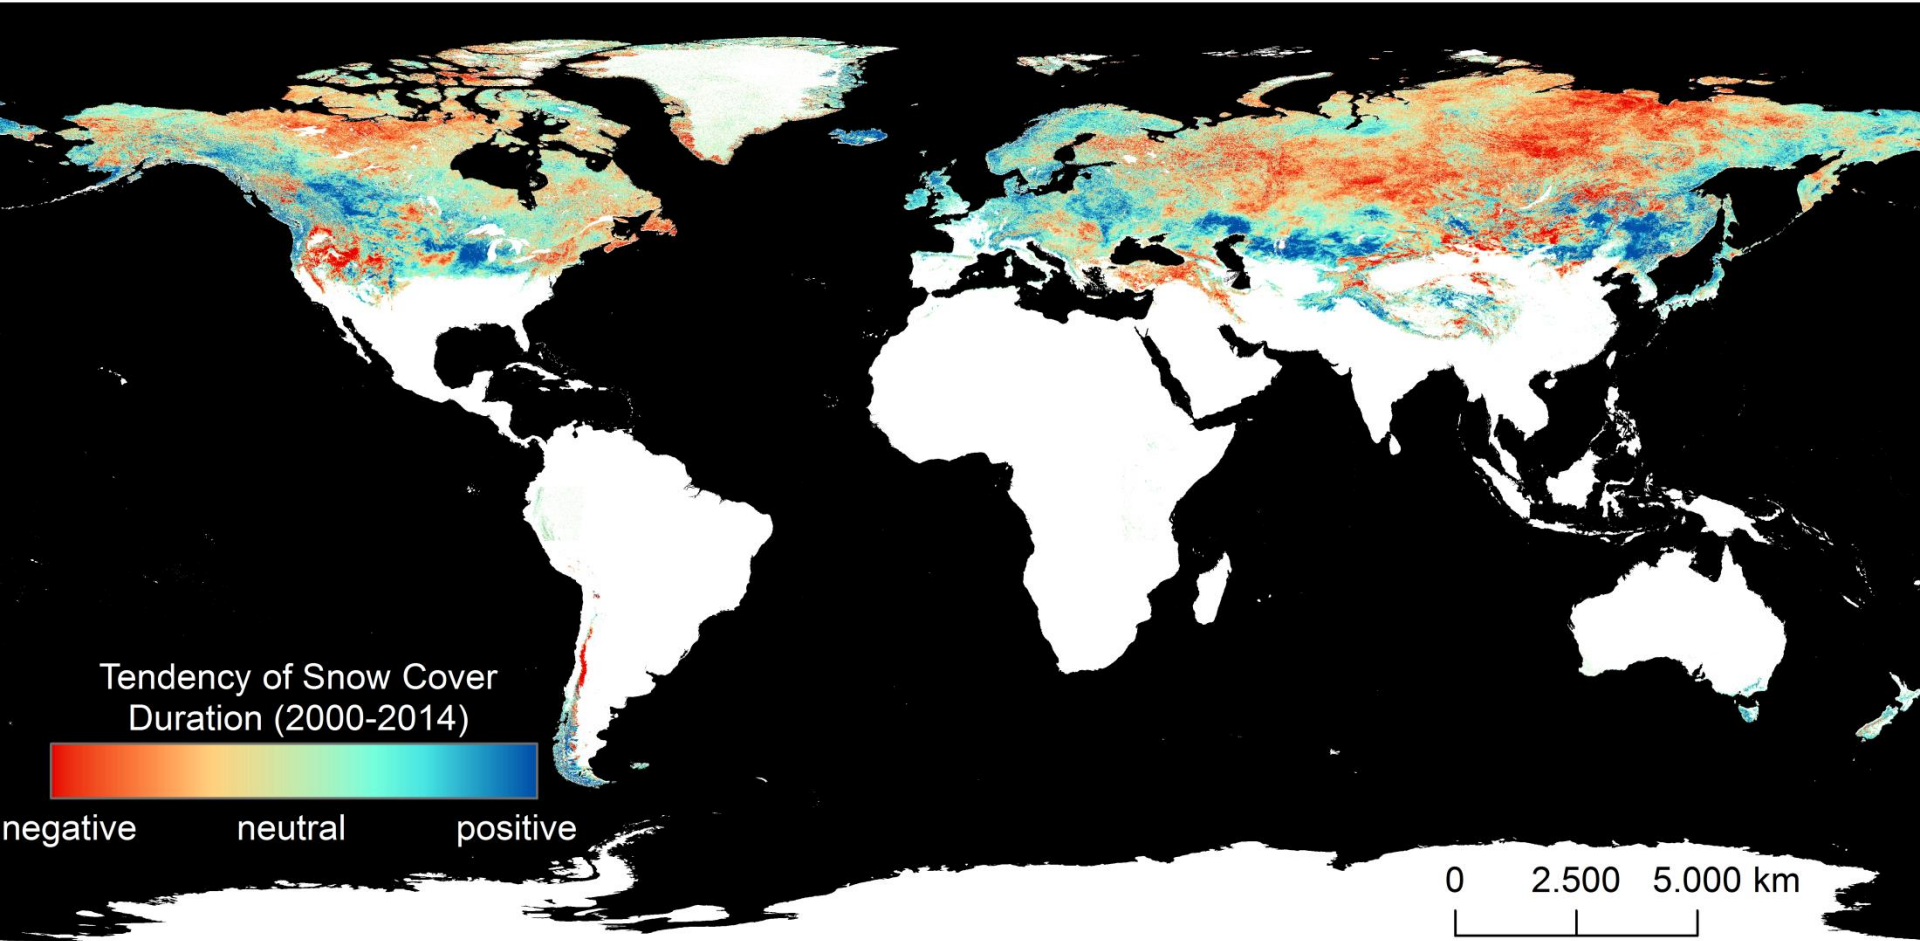 Tendency of Snow Cover
Duration (2000-2014)
negative neutral positive
0 2.500 5.000 km